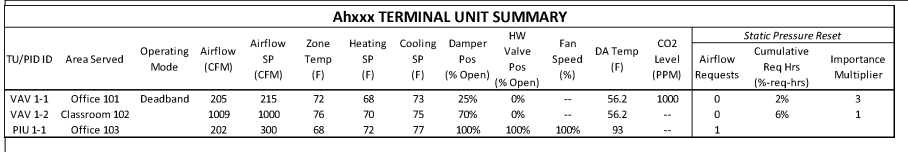 Ahxxx TERMINAL UNIT SUMMARY
Static Pressure Reset
TU/PID ID Area Served Operating Mode Airflow (CFM) Airflow SP (CFM) Zone Temp (F) Heating SP (F) Cooling SP (F) Damper Pos (% Open) HW Valve Pos (% Open) Fan Speed (%) DA Temp (F) CO2 Level (PPM) Airflow Requests Cumulative Req Hrs (%-req-hrs) Importance Multiplier
VAV 1-1 Office 101 Deadband 205 215 72 68 73 25% 0% -- 56.2 1000 0 2% 3
VAV 1-2 Classroom 102 1009 1000 76 70 75 70% 0% -- 56.2 -- 0 6% 1
PIU 1-1 Office 103 202 300 68 72 77 100% 100% 100% 93 -- 1